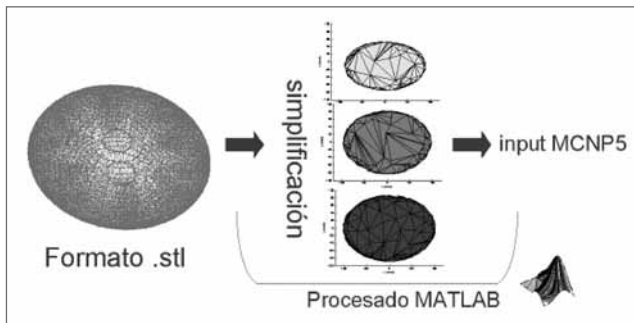 Formato .stl
simplificación
input MCNP5
Procesado MATLAB